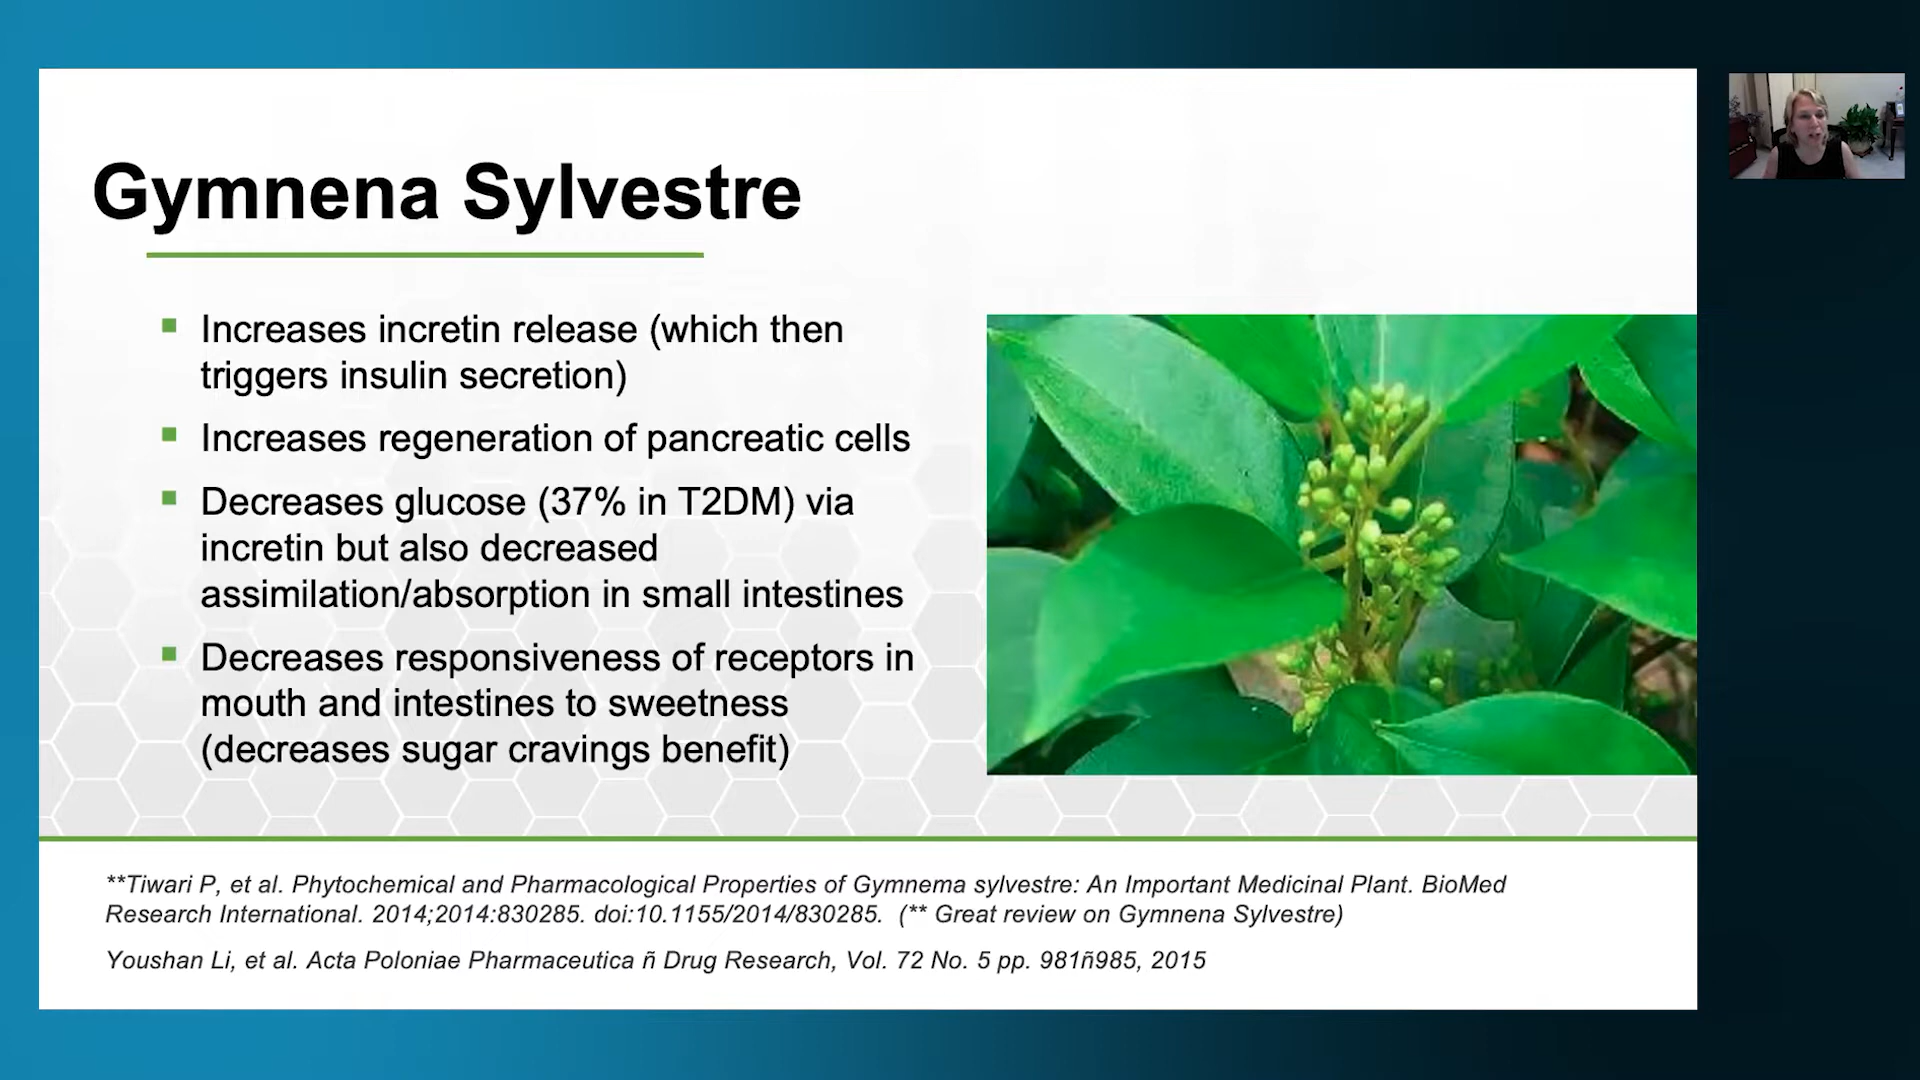 Gymnena Sylvestre
Increases incretin release (which then
triggers insulin secretion)
Increases regeneration of pancreatic cells
Decreases glucose (37% in T2DM) via
incretin but also decreased
assimilation/absorption in small intestines
Decreases responsiveness of receptors in
mouth and intestines to sweetness
(decreases sugar cravings benefit)
**Tiwari P, et al. Phytochemical and Pharmacological Properties of Gymnema sylvestre: An Important Medicinal Plant. BioMed
Research International. 2014;2014:830285. doi:10.1155/2014/830285.  (** Great review on Gymnena Sylvestre)
Youshan Li, et al. Acta Poloniae Pharmaceutica ñ Drug Research, Vol. 72 No. 5 pp. 981ñ985, 2015